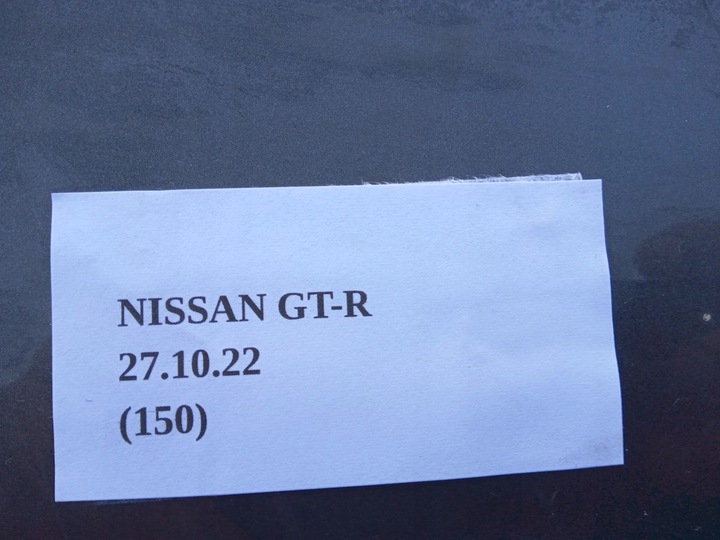 NISSAN GT-R
27.10.22
(150)